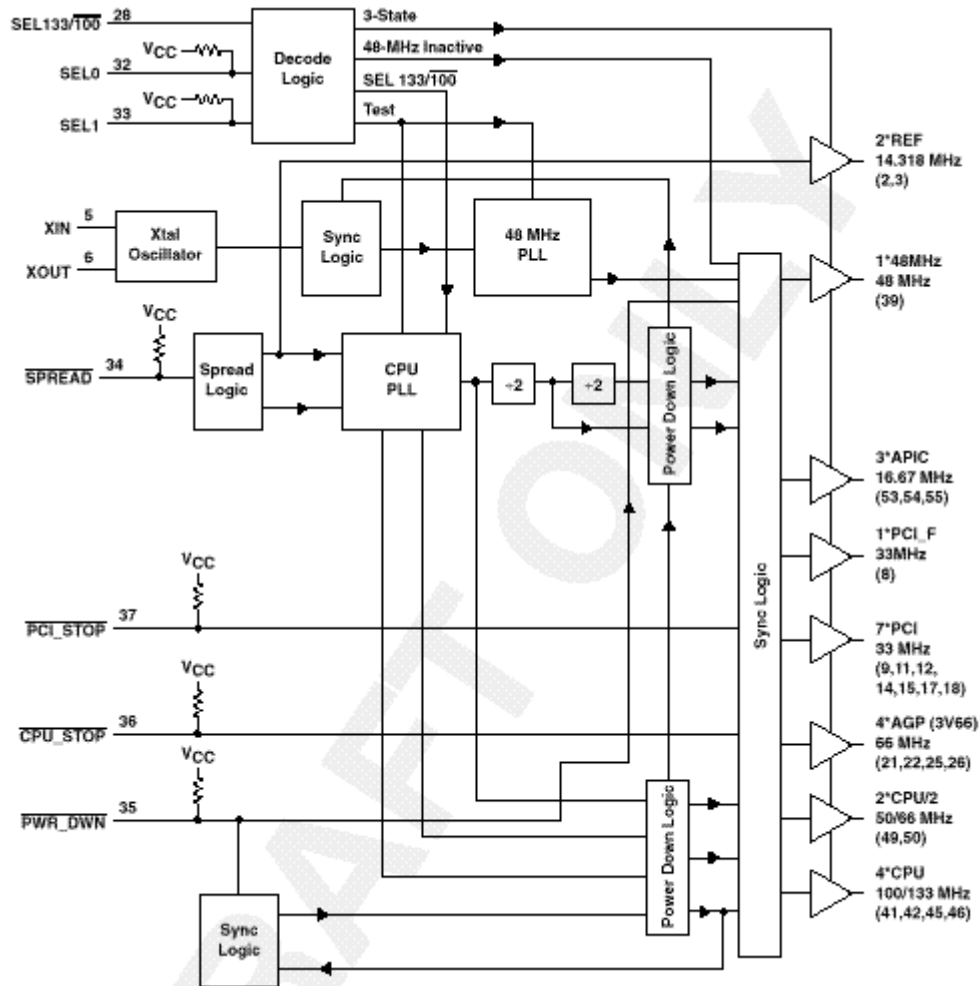 SEL133/100 28
VCC
SEL0 32
VCC
SEL1 33
Decode
Logic
3-State
48-MHz Inactive
SEL 133/100
Test
2*REF
14.318 MHz
(2,3)
XIN 5
XOUT 6
Xtal
Oscillator
Sync
Logic
48 MHz
PLL
1*48MHz
48 MHz
(39)
VCC
SPREAD 34
Spread
Logic
CPU
PLL
÷2
÷2
Power Down Logic
Sync Logic
3*APIC
16.67 MHz
(53,54,55)
1*PCI_F
33MHz
(8)
VCC
PCI_STOP 37
7*PCI
33 MHz
(9,11,12,
14,15,17,18)
VCC
CPU_STOP 36
4*AGP (3V66)
66 MHz
(21,22,25,26)
VCC
PWR_DWN 35
Power Down Logic
2*CPU/2
50/66 MHz
(49,50)
4*CPU
100/133 MHz
(41,42,45,46)
Sync
Logic
RAFT ONLY